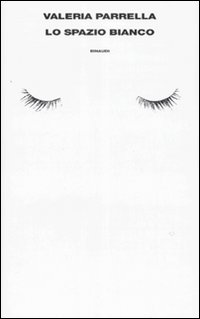 VALERIA PARRELLA
LO SPAZIO BIANCO
EINAUDI